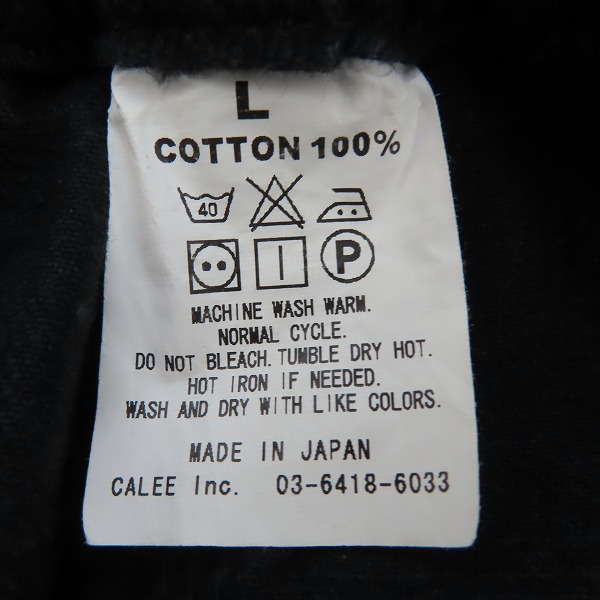 L
COTTON 100%
40
P
MACHINE WASH WARM.
NORMAL CYCLE.
DO NOT BLEACH. TUMBLE DRY HOT.
HOT IRON IF NEEDED.
WASH AND DRY WITH LIKE COLORS.
MADE IN JAPAN
CALEE Inc. 03-6418-6033